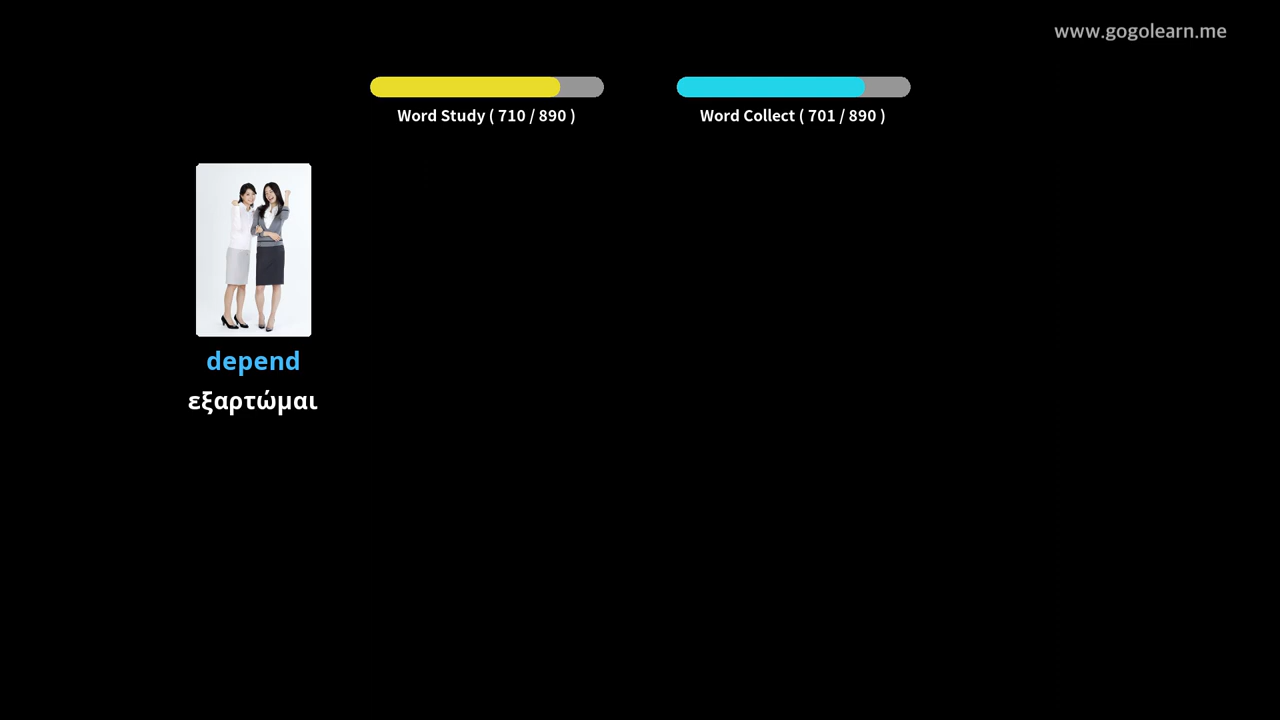 www.gogolearn.me
Word Study ( 710 / 890 )
Word Collect ( 701 / 890 )
depend
εξαρτώμαι